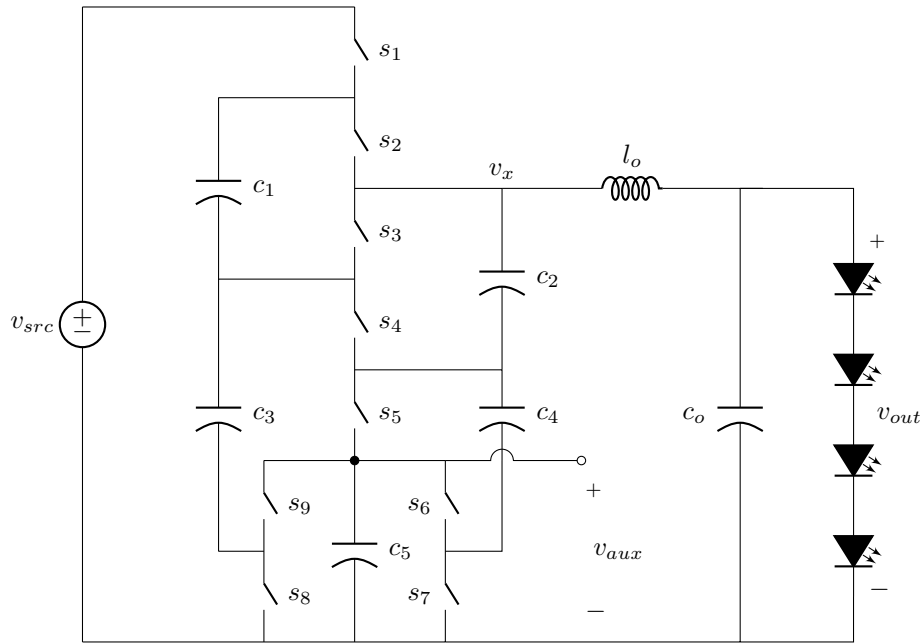 s1
s2
vx
lo
c1
s3
+
c2
vsrc
+
−
s4
c3
s5
c4
co
vout
+
s9
s6
c5
vaux
s8
s7
−
−